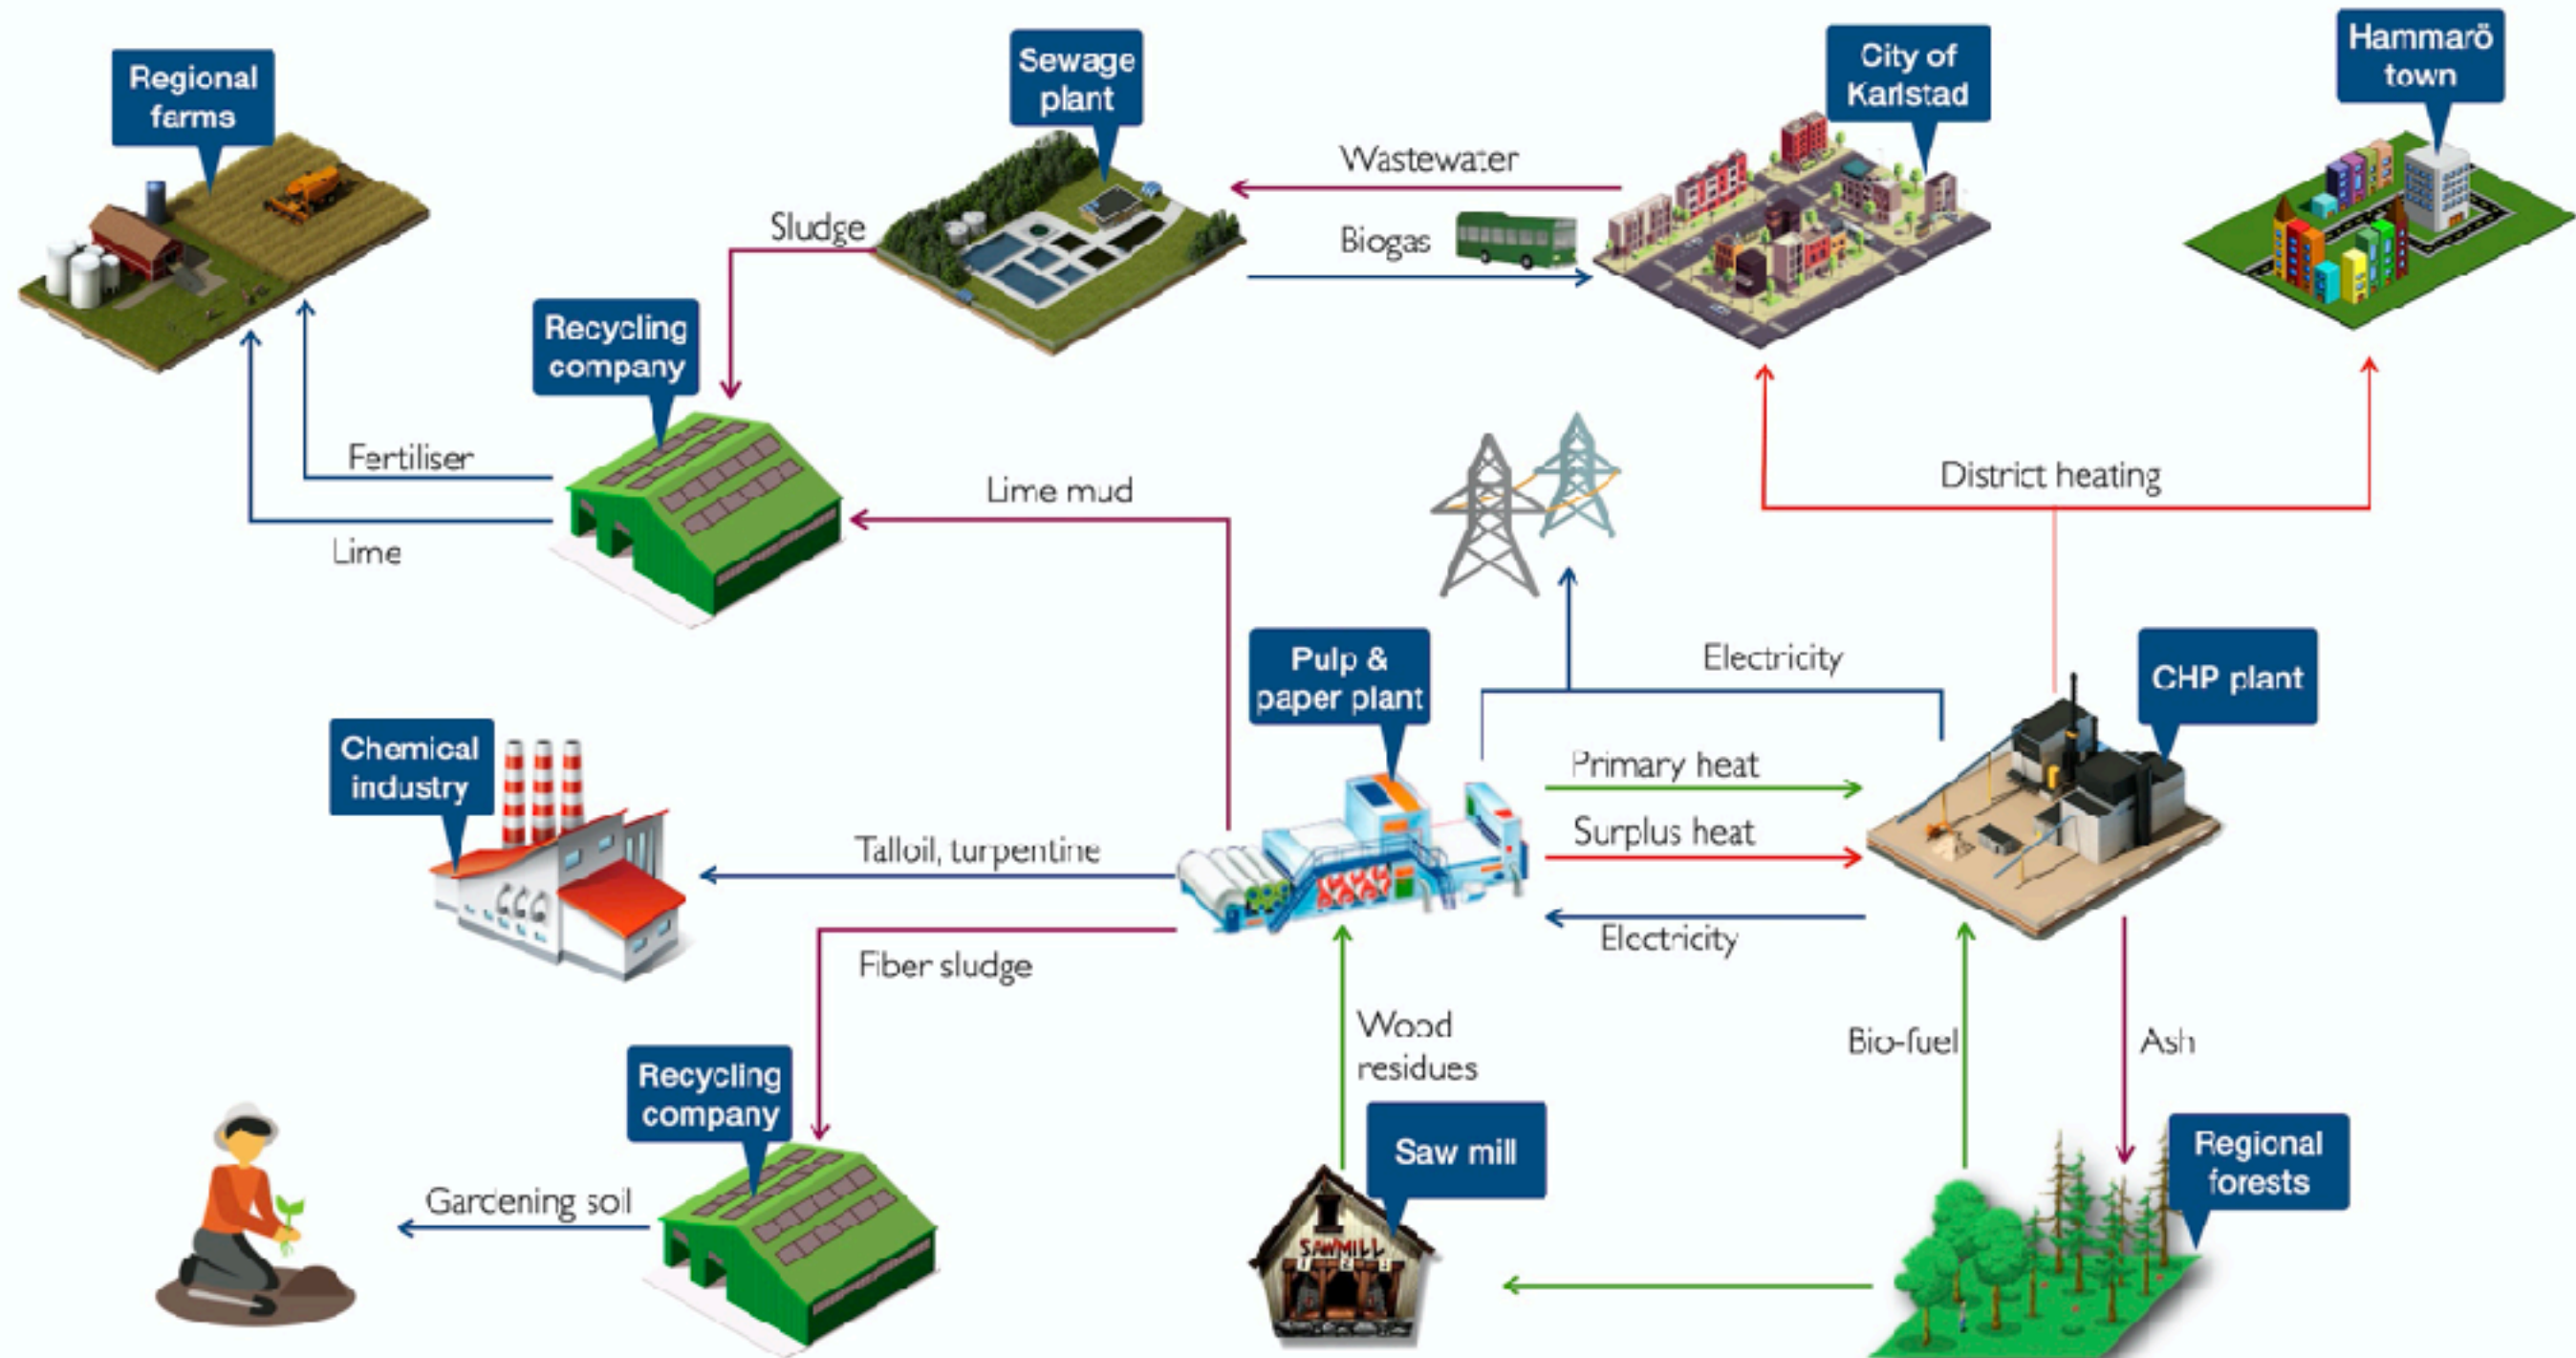 Regional
farms
Sewage
plant
City of
Karlstad
Hammarö
town
Wastewater
Sludge
Biogas
Recycling
company
Fertiliser
Lime mud
District heating
Lime
Pulp &
paper plant
Electricity
CHP plant
Chemical
industry
Primary heat
Surplus heat
Talloil, turpentine
Electricity
Fiber sludge
Wood
residues
Bio-fuel
Ash
Recycling
company
Saw mill
Regional
forests
Gardening soil
SAWMILL